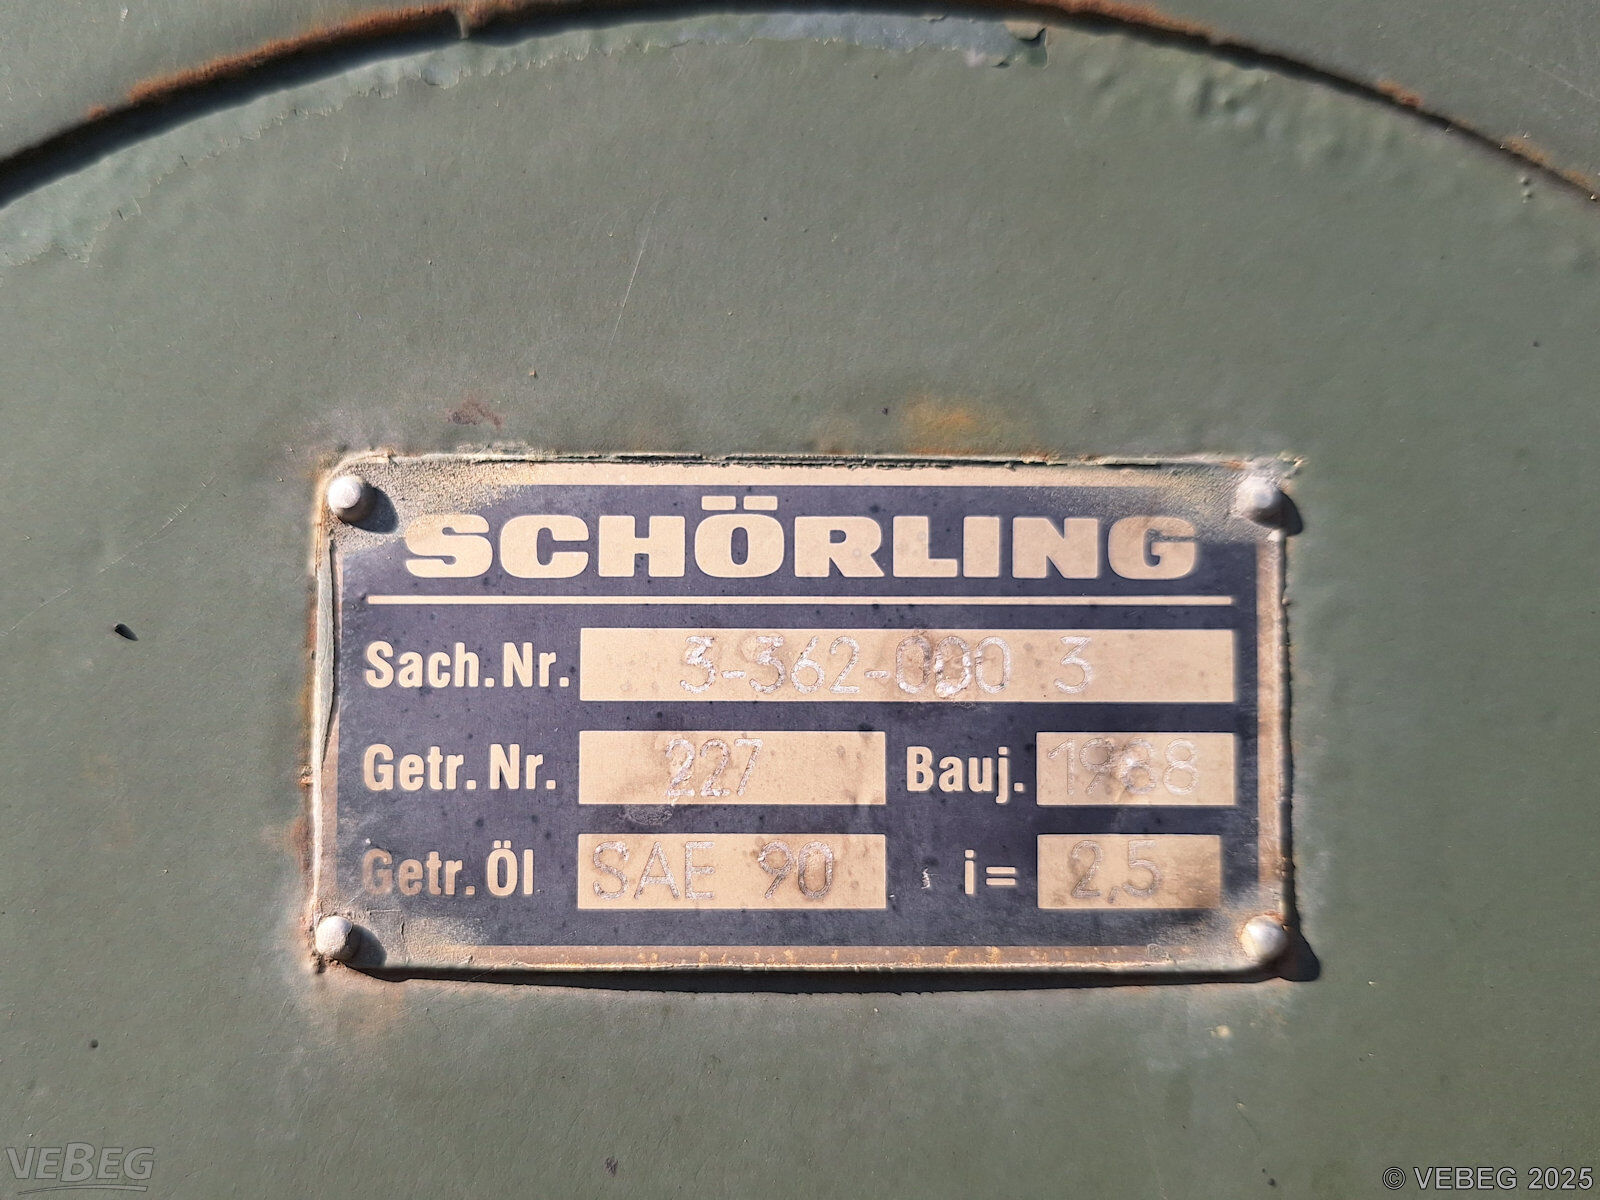 SCHÖRLING
Sach.Nr. 3-362-000 3
Getr.Nr. 227 Bauj. 1988
Getr.Öl SAE 90 i= 2,5
VEBEG
© VEBEG 2025